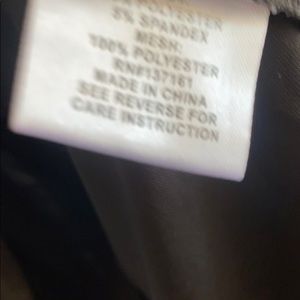 POLYESTER
5% SPANDEX
MESH:
100% POLYESTER
RN#137161
MADE IN CHINA
SEE REVERSE FOR
CARE INSTRUCTION